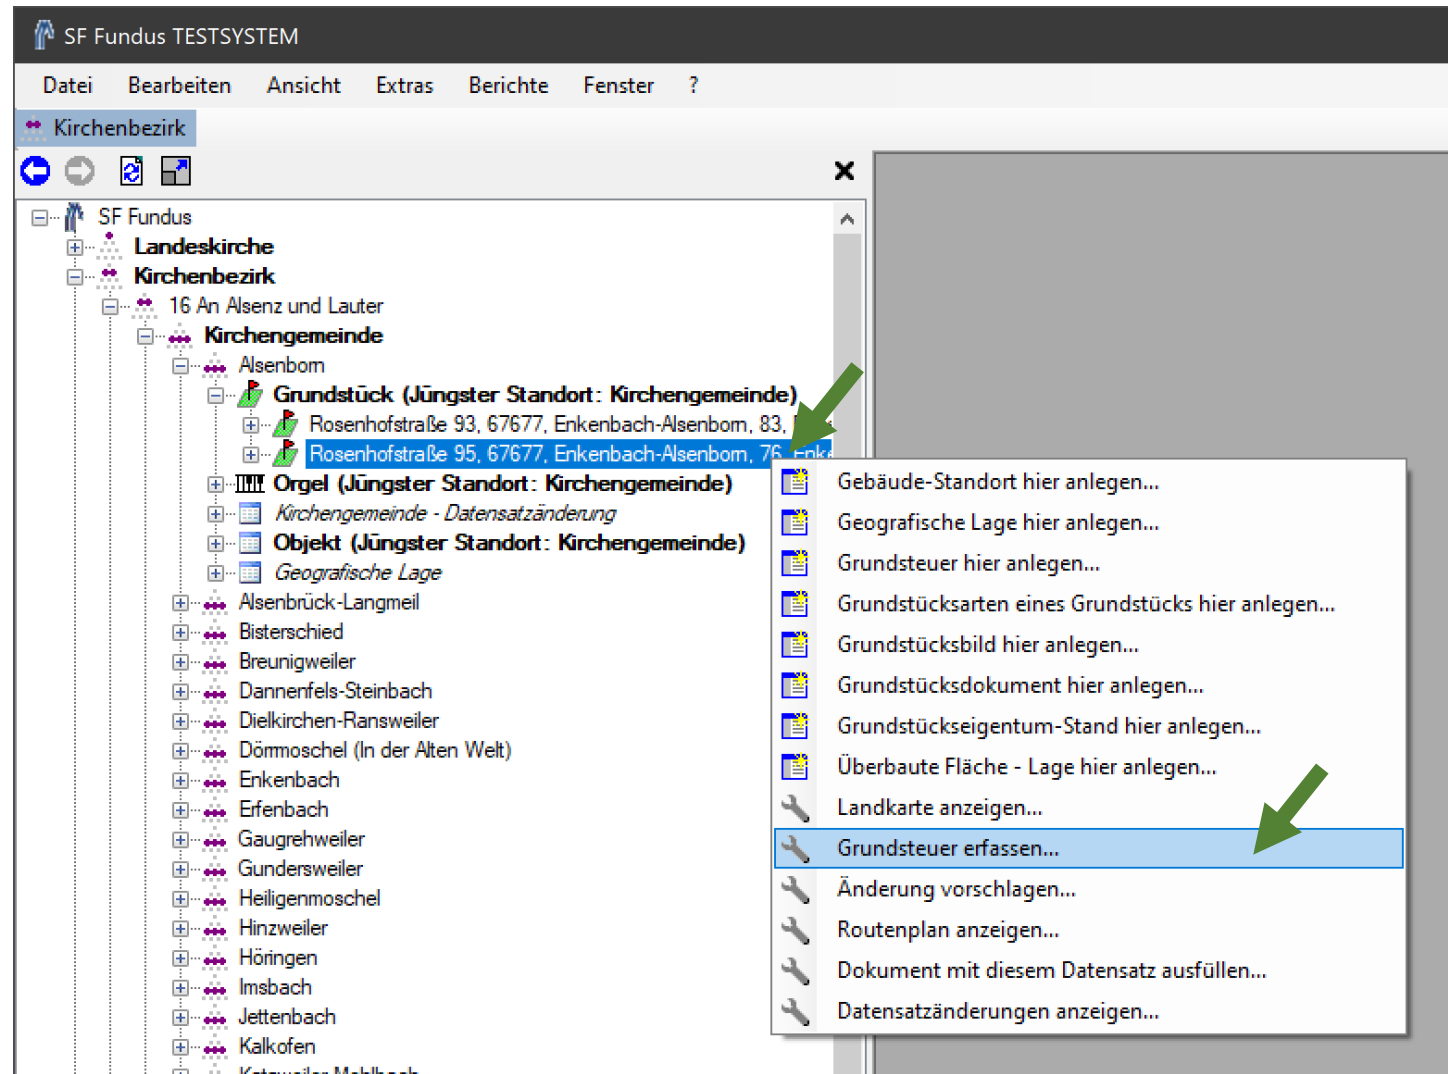 SF Fundus TESTSYSTEM
Datei Bearbeiten Ansicht Extras Berichte Fenster ?
Kirchenbezirk
SF Fundus
Landeskirche
Kirchenbezirk
16 An Alsenz und Lauter
Kirchengemeinde
Alsenborn
Grundstück (Jüngster Standort: Kirchengemeinde)
Rosenhofstraße 93, 67677, Enkenbach-Alsenborn, 83,
Rosenhofstraße 95, 67677, Enkenbach-Alsenborn, 76, Enke
Orgel (Jüngster Standort: Kirchengemeinde)
Kirchengemeinde - Datensatzänderung
Objekt (Jüngster Standort: Kirchengemeinde)
Geografische Lage
Alsenbrück-Langmeil
Bisterschied
Breunigweiler
Dannenfels-Steinbach
Dielkirchen-Ransweiler
Dörrmoschel (In der Alten Welt)
Enkenbach
Erfenbach
Gaugrehweiler
Gundersweiler
Heiligenmoschel
Hinzweiler
Höringen
Imsbach
Jettenbach
Kalkofen
Gebäude-Standort hier anlegen...
Geografische Lage hier anlegen...
Grundsteuer hier anlegen...
Grundstücksarten eines Grundstücks hier anlegen...
Grundstücksbild hier anlegen...
Grundstücksdokument hier anlegen...
Grundstückseigentum-Stand hier anlegen...
Überbaute Fläche - Lage hier anlegen...
Landkarte anzeigen...
Grundsteuer erfassen...
Änderung vorschlagen...
Routenplan anzeigen...
Dokument mit diesem Datensatz ausfüllen...
Datensatzänderungen anzeigen...